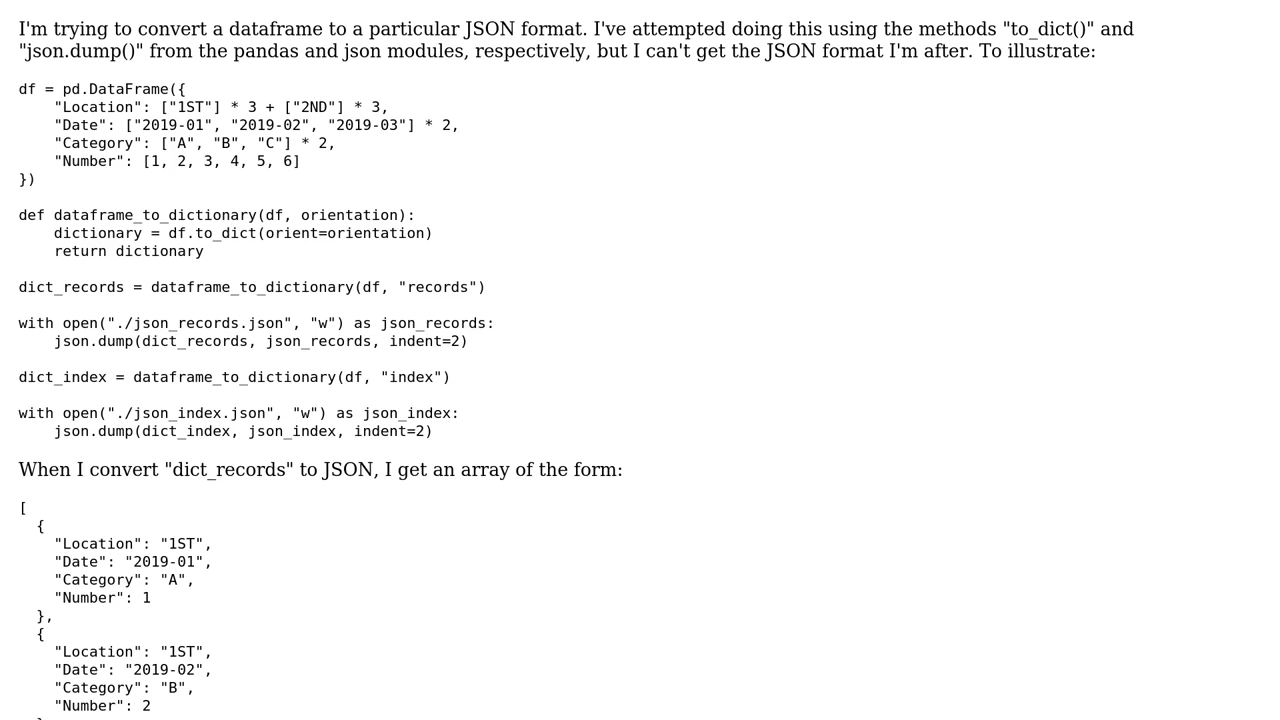 I'm trying to convert a dataframe to a particular JSON format. I've attempted doing this using the methods "to_dict()" and
"json.dump()" from the pandas and json modules, respectively, but I can't get the JSON format I'm after. To illustrate:
df = pd.DataFrame({
    "Location": ["1ST"] * 3 + ["2ND"] * 3,
    "Date": ["2019-01", "2019-02", "2019-03"] * 2,
    "Category": ["A", "B", "C"] * 2,
    "Number": [1, 2, 3, 4, 5, 6]
})
def dataframe_to_dictionary(df, orientation):
    dictionary = df.to_dict(orient=orientation)
    return dictionary
dict_records = dataframe_to_dictionary(df, "records")
with open("./json_records.json", "w") as json_records:
    json.dump(dict_records, json_records, indent=2)
dict_index = dataframe_to_dictionary(df, "index")
with open("./json_index.json", "w") as json_index:
    json.dump(dict_index, json_index, indent=2)
When I convert "dict_records" to JSON, I get an array of the form:
[
  {
    "Location": "1ST",
    "Date": "2019-01",
    "Category": "A",
    "Number": 1
  },
  {
    "Location": "1ST",
    "Date": "2019-02",
    "Category": "B",
    "Number": 2